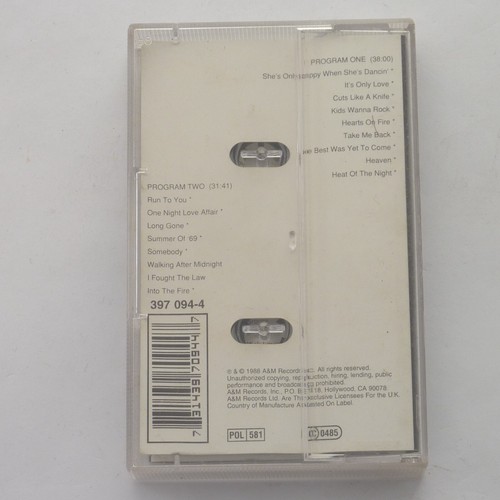 PROGRAM ONE (38:00)
She's Only Happy When She's Dancin' *
It's Only Love *
Cuts Like A Knife *
Kids Wanna Rock *
Hearts On Fire *
Take Me Back *
Best Was Yet To Come *
Heaven *
Heat Of The Night *
PROGRAM TWO (31:41)
Run To You *
One Night Love Affair *
Long Gone *
Summer Of '69 *
Somebody *
Walking After Midnight
I Fought The Law
Into The Fire *
397 094-4
℗ & © 1988 A&M Records Inc. All rights reserved.
Unauthorized copying, reproduction, hiring, lending, public
performance and broadcasting prohibited.
A&M Records, Inc., P.O. Box 118, Hollywood, CA 90078
A&M Records Ltd. Are The Exclusive Licensees For the U.K.
Country of Manufacture As Stated On Label.
POL 581
0485